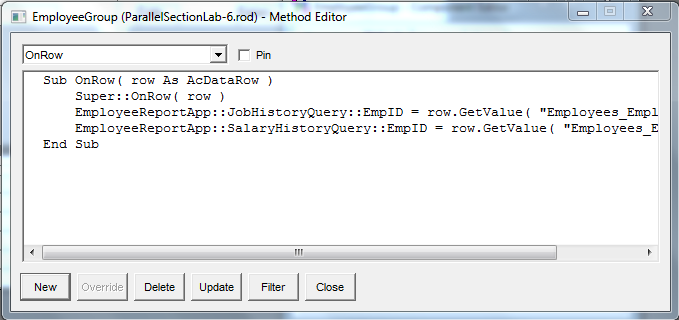 EmployeeGroup (ParallelSectionLab-6.rod) - Method Editor
OnRow Pin
Sub OnRow( row As AcDataRow )
Super::OnRow( row )
EmployeeReportApp::JobHistoryQuery::EmpID = row.GetValue( "Employees_Empl
EmployeeReportApp::SalaryHistoryQuery::EmpID = row.GetValue( "Employees_E
End Sub
New Override Delete Update Filter Close